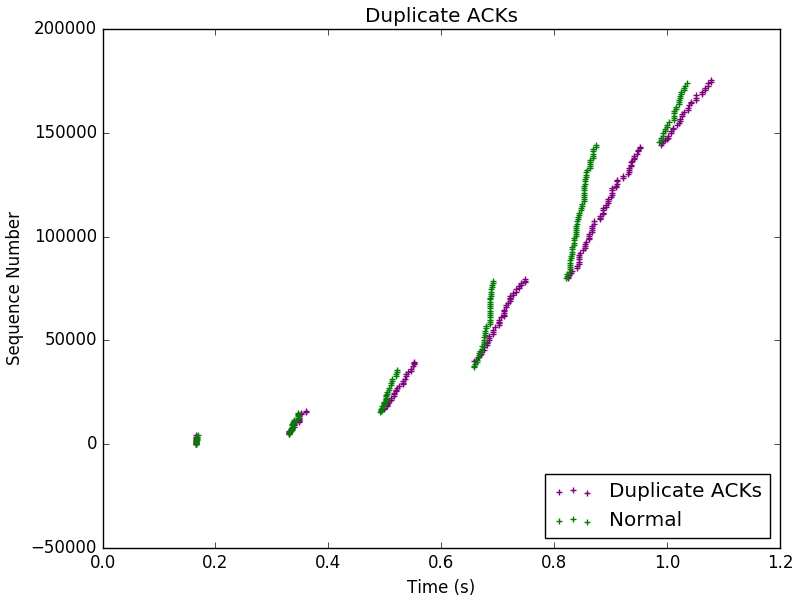 Duplicate ACKs
200000
150000
100000
50000
0
−50000
Sequence Number
0.0 0.2 0.4 0.6 0.8 1.0 1.2
Time (s)
Duplicate ACKs
Normal